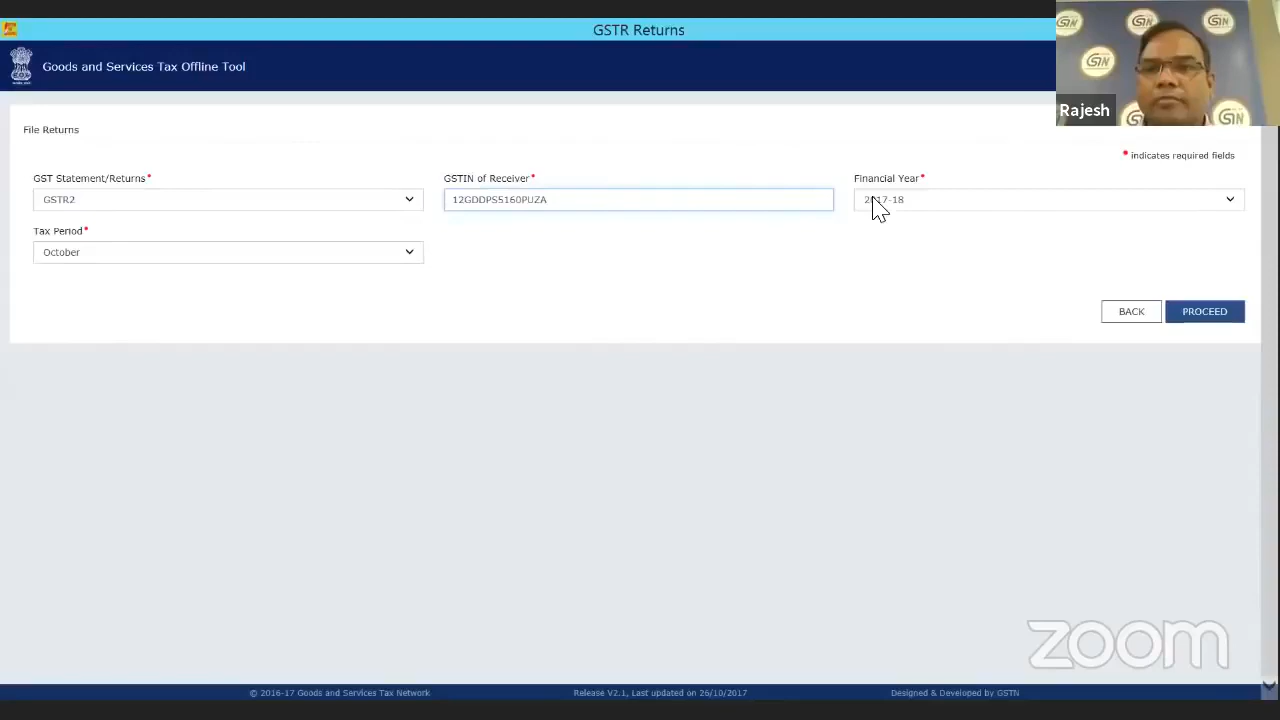 GSTR Returns
Goods and Services Tax Offline Tool
Rajesh
File Returns
* indicates required fields
GST Statement/Returns*
GSTIN of Receiver*
Financial Year*
GSTR2
12GDDPS5160PUZA
2017-18
Tax Period*
October
BACK
PROCEED
zoom
© 2016-17 Goods and Services Tax Network
Release V2.1, Last updated on 26/10/2017
Designed & Developed by GSTN